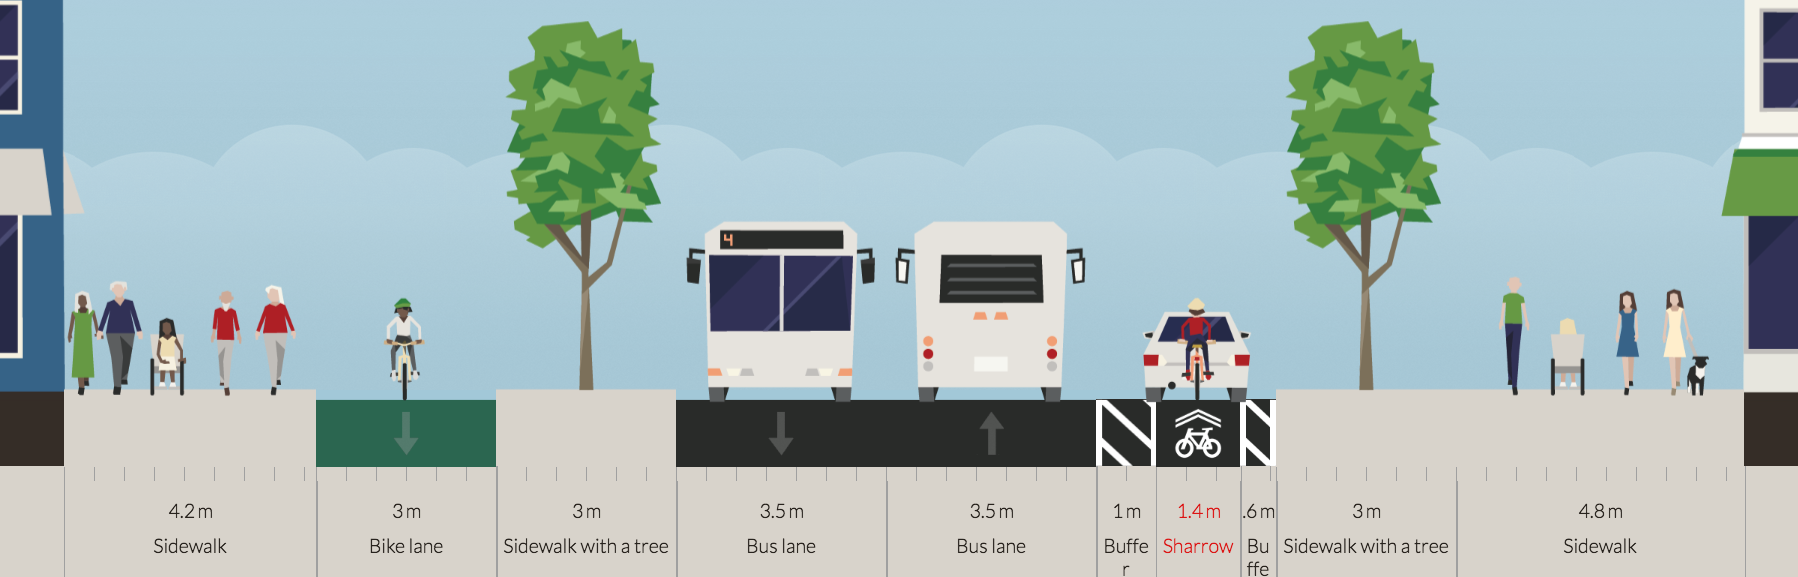 4
4.2 m
3 m
3 m
3.5 m
3.5 m
1 m
1.4 m
.6 m
3 m
4.8 m
Sidewalk
Bike lane
Sidewalk with a tree
Bus lane
Bus lane
Buffe
r
Sharrow
Bu
ffe
Sidewalk with a tree
Sidewalk